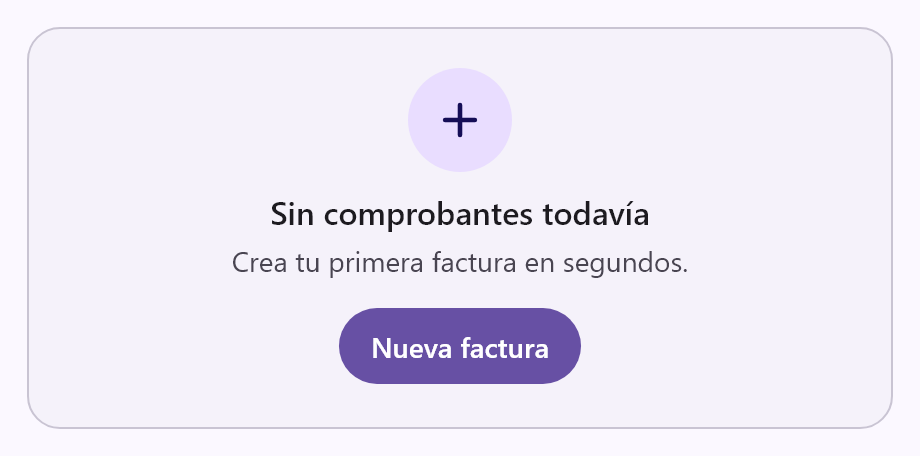 Sin comprobantes todavía
Crea tu primera factura en segundos.
Nueva factura